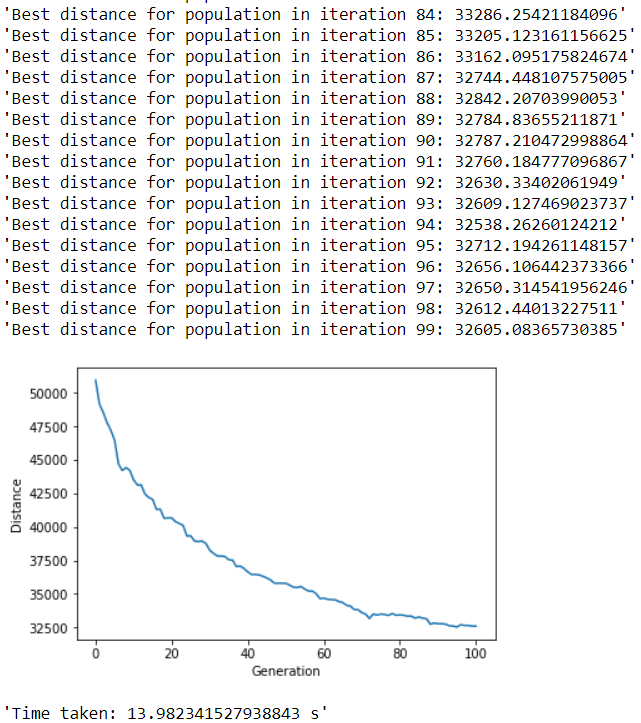 'Best distance for population in iteration 84: 33286.25421184096'
'Best distance for population in iteration 85: 33205.123161156625'
'Best distance for population in iteration 86: 33162.095175824674'
'Best distance for population in iteration 87: 32744.448107575005'
'Best distance for population in iteration 88: 32842.20703990053'
'Best distance for population in iteration 89: 32784.83655211871'
'Best distance for population in iteration 90: 32787.210472998864'
'Best distance for population in iteration 91: 32760.184777096867'
'Best distance for population in iteration 92: 32630.33402061949'
'Best distance for population in iteration 93: 32609.127469023737'
'Best distance for population in iteration 94: 32538.26260124212'
'Best distance for population in iteration 95: 32712.194261148157'
'Best distance for population in iteration 96: 32656.106442373366'
'Best distance for population in iteration 97: 32650.314541956246'
'Best distance for population in iteration 98: 32612.44013227511'
'Best distance for population in iteration 99: 32605.08365730385'
50000
47500
45000
42500
40000
37500
35000
32500
Distance
0 20 40 60 80 100
Generation
'Time taken: 13.982341527938843 s'